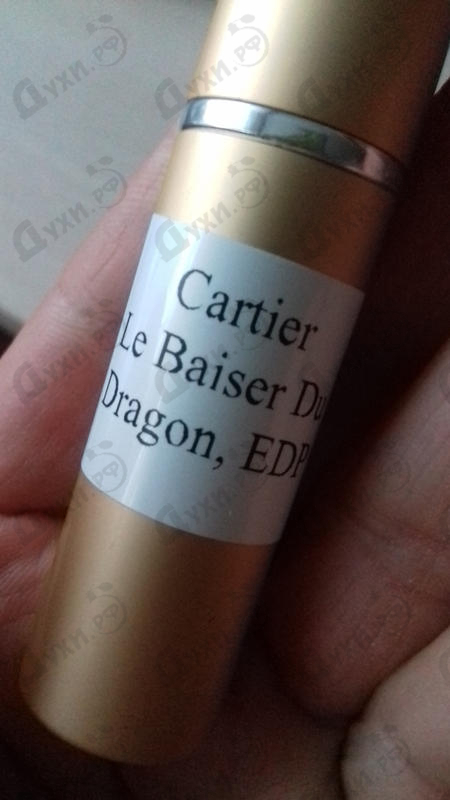 Cartier
Le Baiser Du
Dragon, EDP
Духи.рф